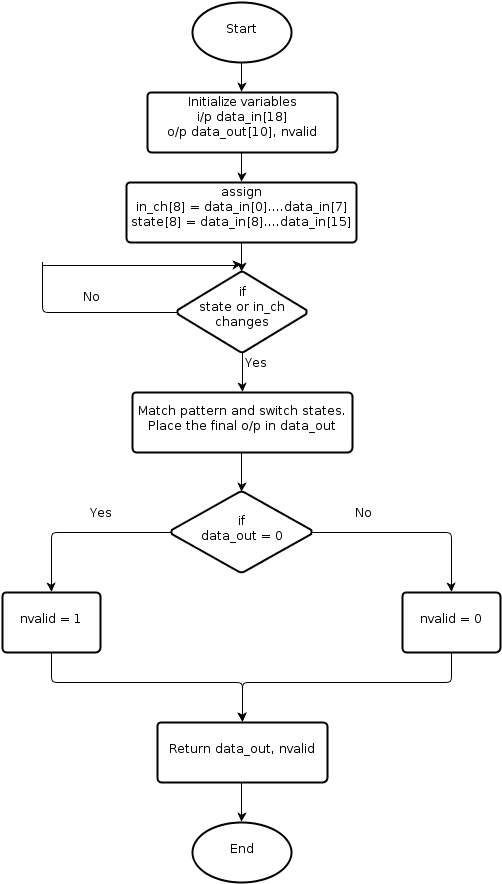 Start
Initialize variables
i/p data_in[18]
o/p data_out[10], nvalid
assign
in_ch[8] = data_in[0]....data_in[7]
state[8] = data_in[8]....data_in[15]
if
state or in_ch
changes
No
Yes
Match pattern and switch states.
Place the final o/p in data_out
if
data_out = 0
Yes
No
nvalid = 1
nvalid = 0
Return data_out, nvalid
End